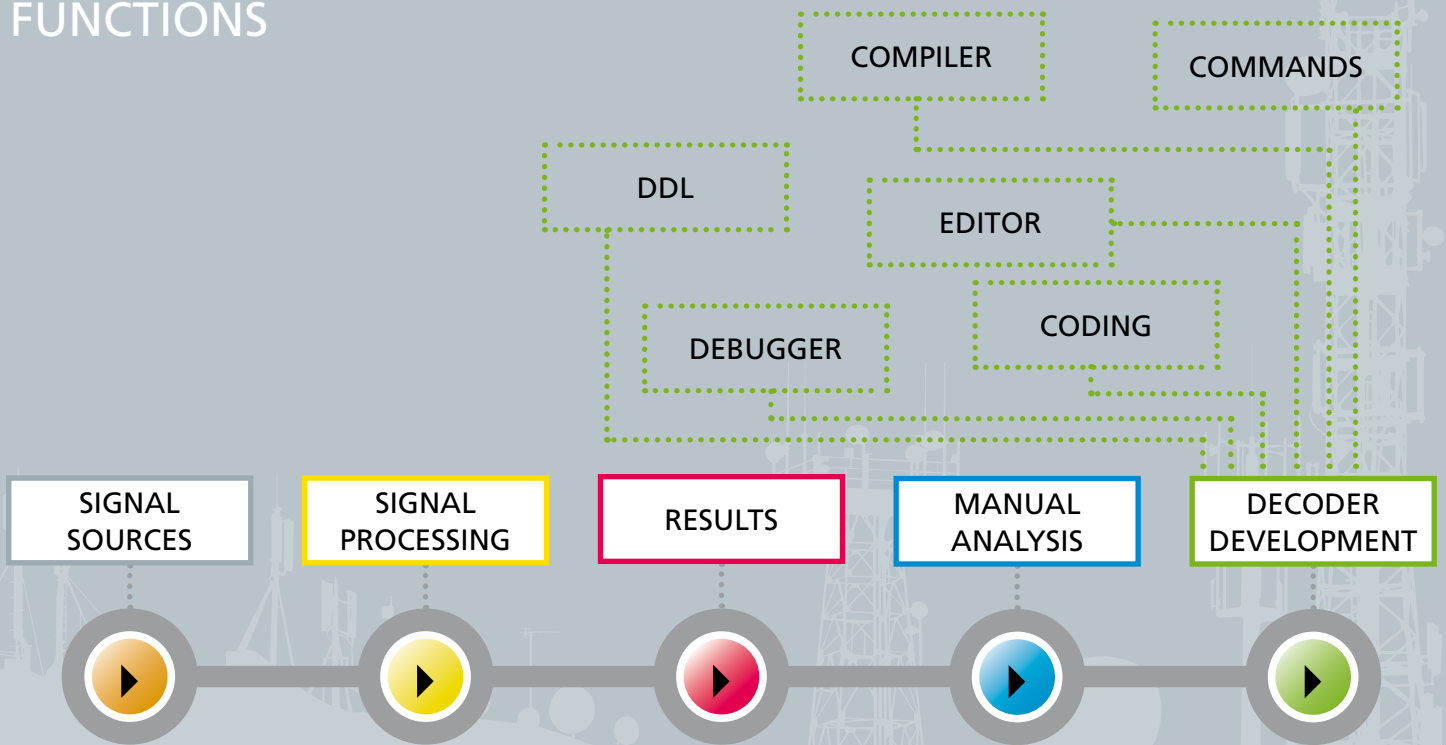 FUNCTIONS
COMPILER
COMMANDS
DDL
EDITOR
CODING
DEBUGGER
SIGNAL
SOURCES
SIGNAL
PROCESSING
RESULTS
MANUAL
ANALYSIS
DECODER
DEVELOPMENT